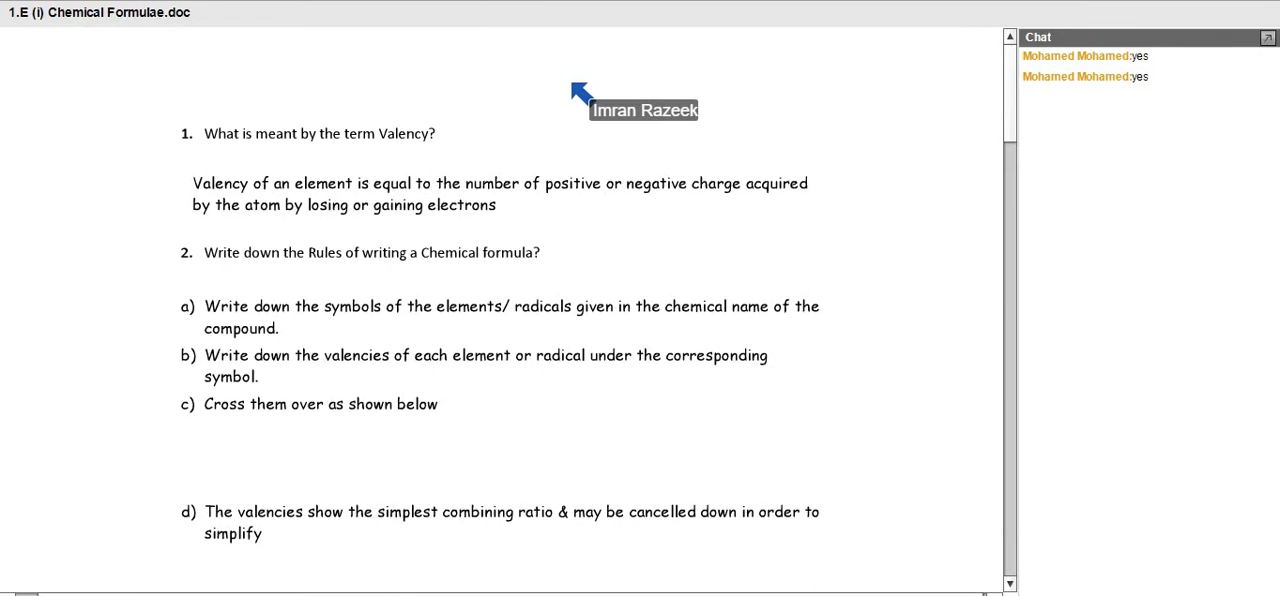 1.E (i) Chemical Formulae.doc
Chat
Mohamed Mohamed:yes
Mohamed Mohamed:yes
Imran Razeek
1. What is meant by the term Valency?
Valency of an element is equal to the number of positive or negative charge acquired
by the atom by losing or gaining electrons
2. Write down the Rules of writing a Chemical formula?
a) Write down the symbols of the elements/ radicals given in the chemical name of the
compound.
b) Write down the valencies of each element or radical under the corresponding
symbol.
c) Cross them over as shown below
d) The valencies show the simplest combining ratio & may be cancelled down in order to
simplify